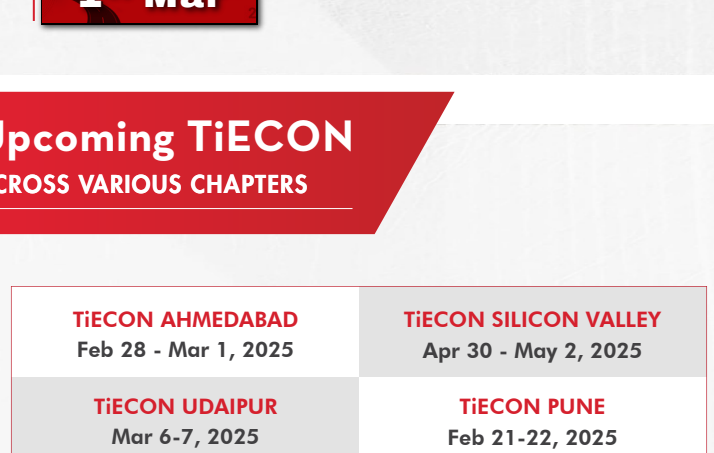 Upcoming TiECON
CROSS VARIOUS CHAPTERS
TiECON AHMEDABAD
Feb 28 - Mar 1, 2025
TiECON SILICON VALLEY
Apr 30 - May 2, 2025
TiECON UDAIPUR
Mar 6-7, 2025
TiECON PUNE
Feb 21-22, 2025